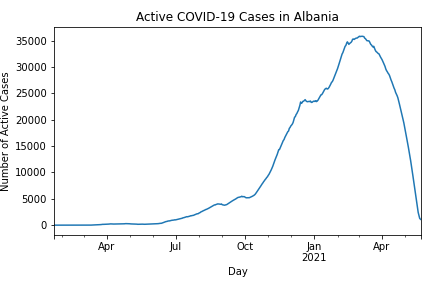 Active COVID-19 Cases in Albania
Number of Active Cases
35000
30000
25000
20000
15000
10000
5000
0
Apr
Jul
Oct
Jan
2021
Apr
Day